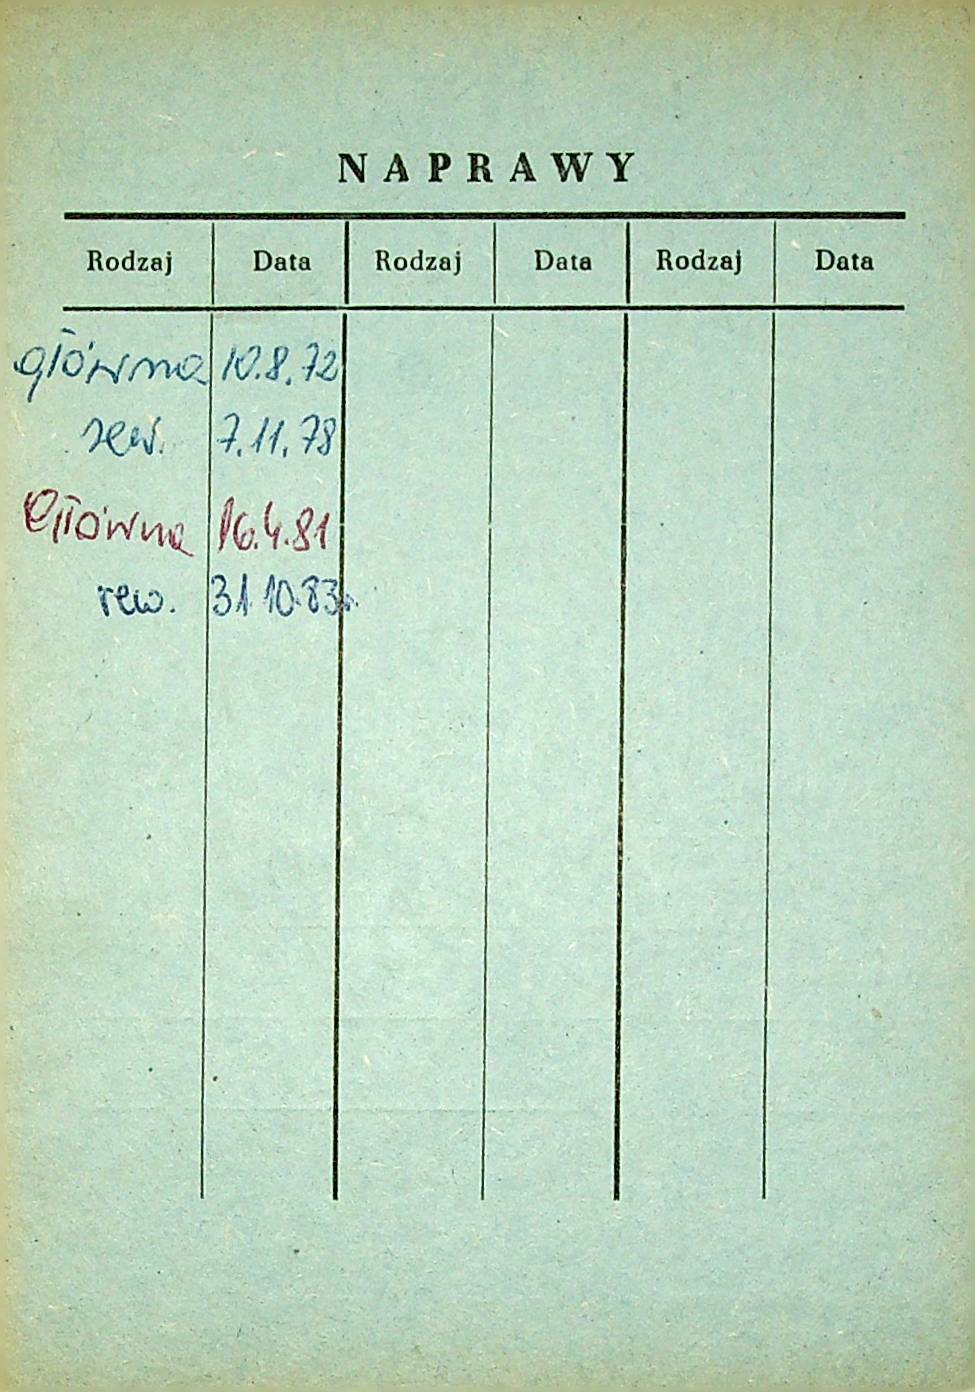 NAPRAWY
Rodzaj Data Rodzaj Data Rodzaj Data
główna 10.8.72
rew. 7.11.78
Główna 16.4.81
rew. 31.10.83r.